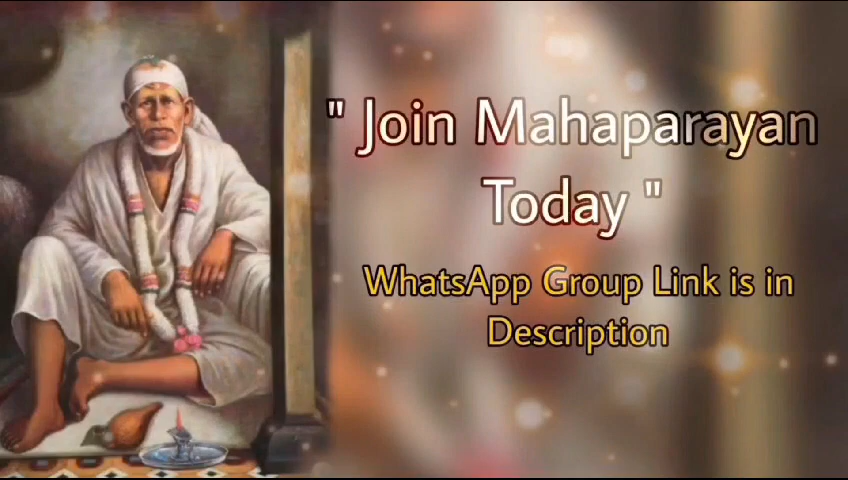 " Join Mahaparayan
Today "
WhatsApp Group Link is in
Description